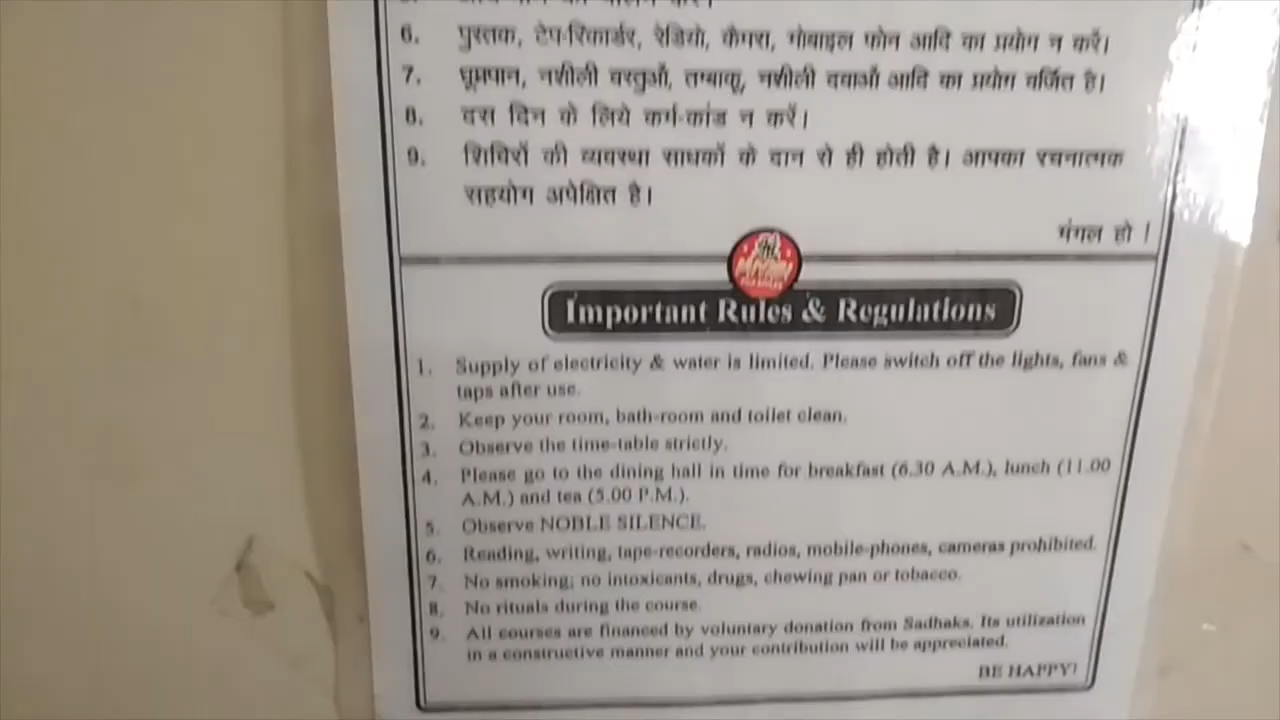 6. पुस्तक, टेप-रिकार्डर, रेडियो, कैमरा, मोबाइल फोन आदि का प्रयोग न करें।
7. धूम्रपान, नशीली वस्तुओं, तम्बाकू, नशीली दवाओं आदि का प्रयोग वर्जित है।
8. दस दिन के लिये कर्म-कांड न करें।
9. शिविरों की व्यवस्था साधकों के दान से ही होती है। आपका रचनात्मक
सहयोग अपेक्षित है।
मंगल हो !
Important Rules & Regulations
1. Supply of electricity & water is limited. Please switch off the lights, fans &
taps after use.
2. Keep your room, bath-room and toilet clean.
3. Observe the time-table strictly.
4. Please go to the dining hall in time for breakfast (6.30 A.M.), lunch (11.00
A.M.) and tea (5.00 P.M.).
5. Observe NOBLE SILENCE.
6. Reading, writing, tape-recorders, radios, mobile-phones, cameras prohibited.
7. No smoking; no intoxicants, drugs, chewing pan or tobacco.
8. No rituals during the course.
9. All courses are financed by voluntary donation from Sadhaks. Its utilization
in a constructive manner and your contribution will be appreciated.
BE HAPPY!